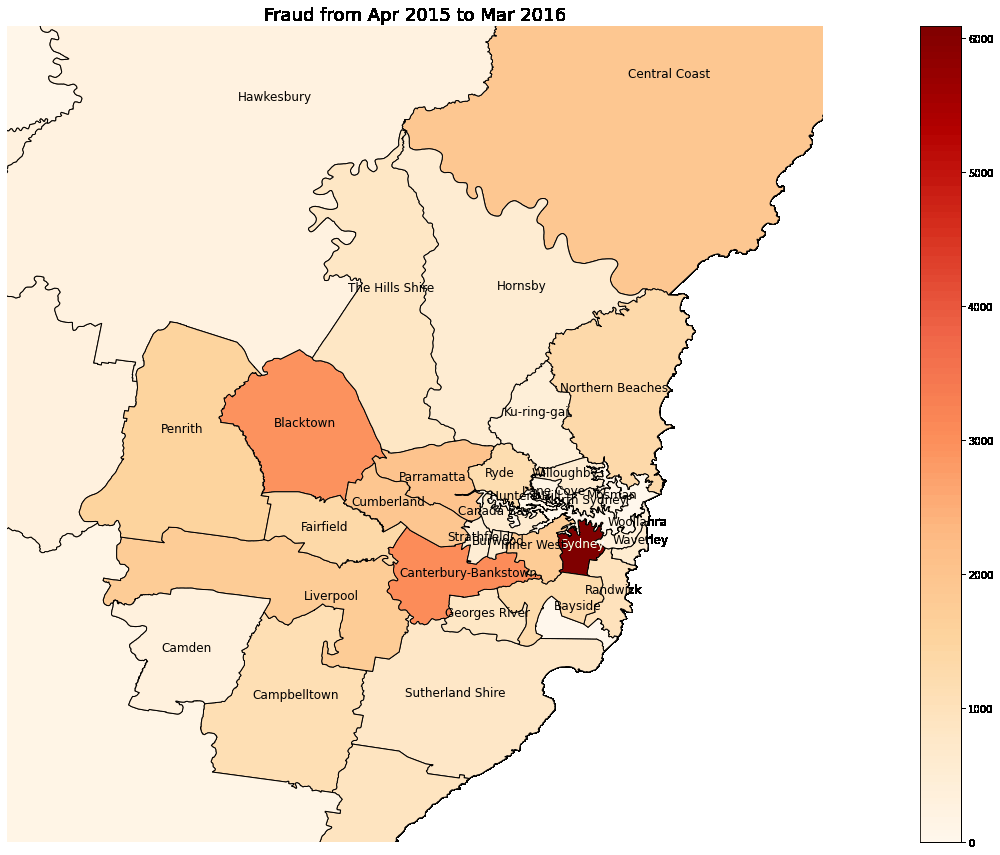 Fraud from Apr 2015 to Mar 2016
6000
Central Coast
Hawkesbury
5000
The Hills Shire
Hornsby
4000
Northern Beaches
Ku-ring-gai
Blacktown
Penrith
3000
Parramatta
Ryde
Willoughby
Lane Cove
Hunters Hill
Mosman
North Sydney
Cumberland
Canada Bay
Woollahra
Fairfield
Strathfield
Burwood
Inner West
Sydney
Waverley
Canterbury-Bankstown
2000
Liverpool
Randwick
Bayside
Georges River
Camden
Campbelltown
Sutherland Shire
1000
0